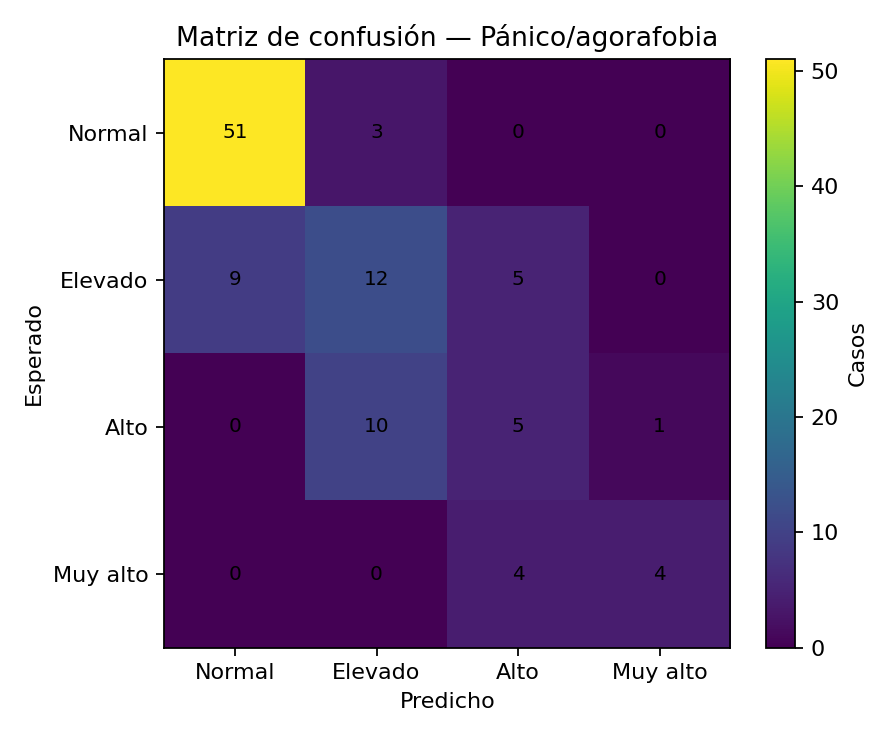 Matriz de confusión — Pánico/agorafobia
Normal 51 3 0 0
Elevado 9 12 5 0
Alto 0 10 5 1
Muy alto 0 0 4 4
Normal Elevado Alto Muy alto
Predicho
Esperado
50
40
30
20
10
0
Casos